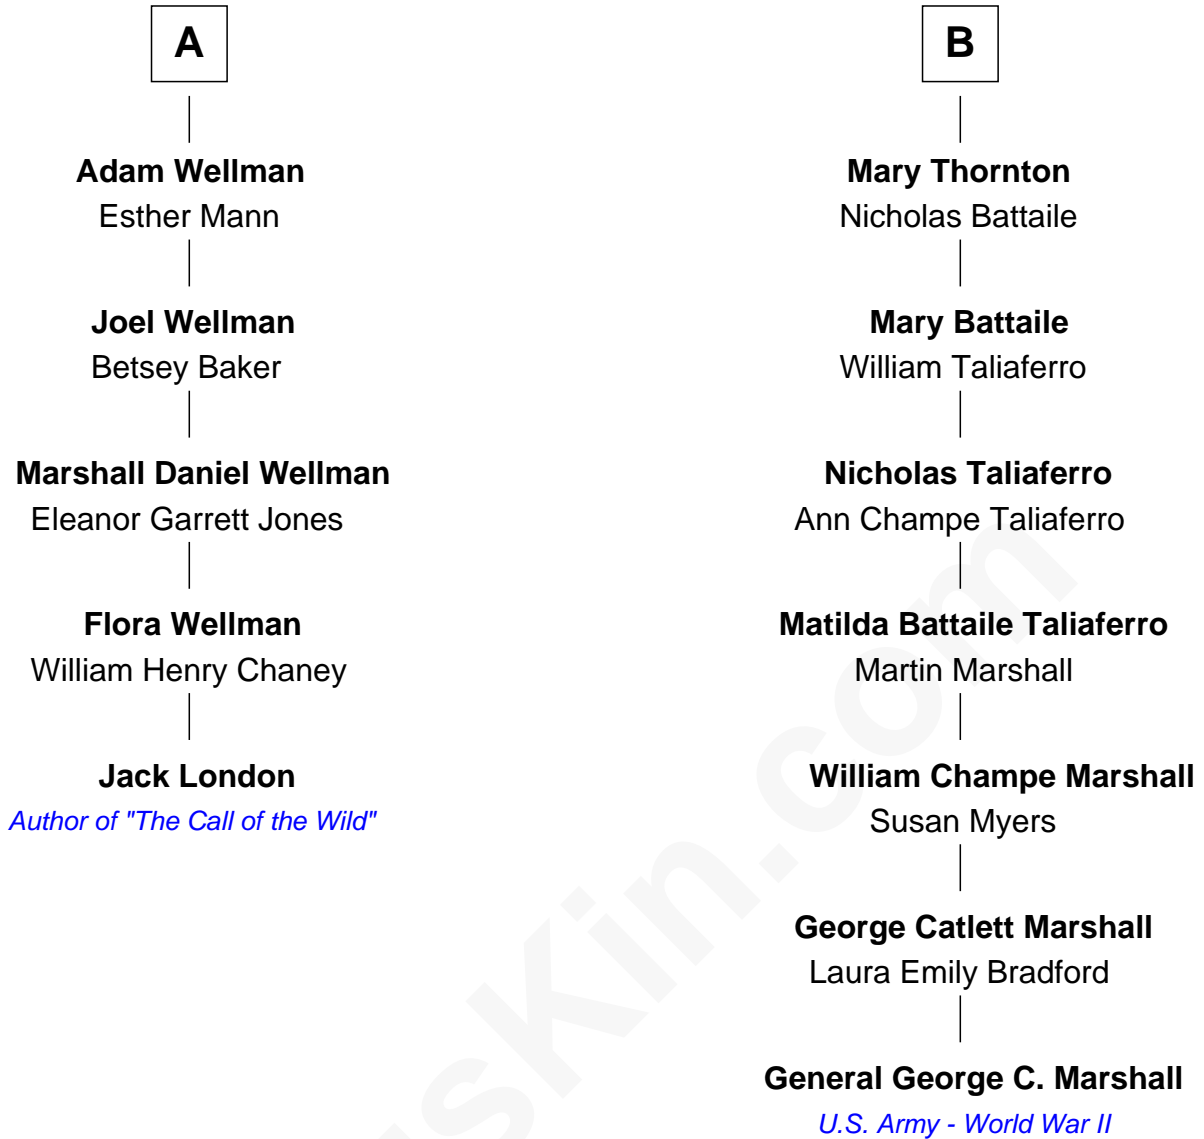 A
Adam Wellman
Esther Mann
Joel Wellman
Betsey Baker
Marshall Daniel Wellman
Eleanor Garrett Jones
Flora Wellman
William Henry Chaney
Jack London
Author of "The Call of the Wild"
B
Mary Thornton
Nicholas Battaile
Mary Battaile
William Taliaferro
Nicholas Taliaferro
Ann Champe Taliaferro
Matilda Battaile Taliaferro
Martin Marshall
William Champe Marshall
Susan Myers
George Catlett Marshall
Laura Emily Bradford
General George C. Marshall
U.S. Army - World War II
usKin.com